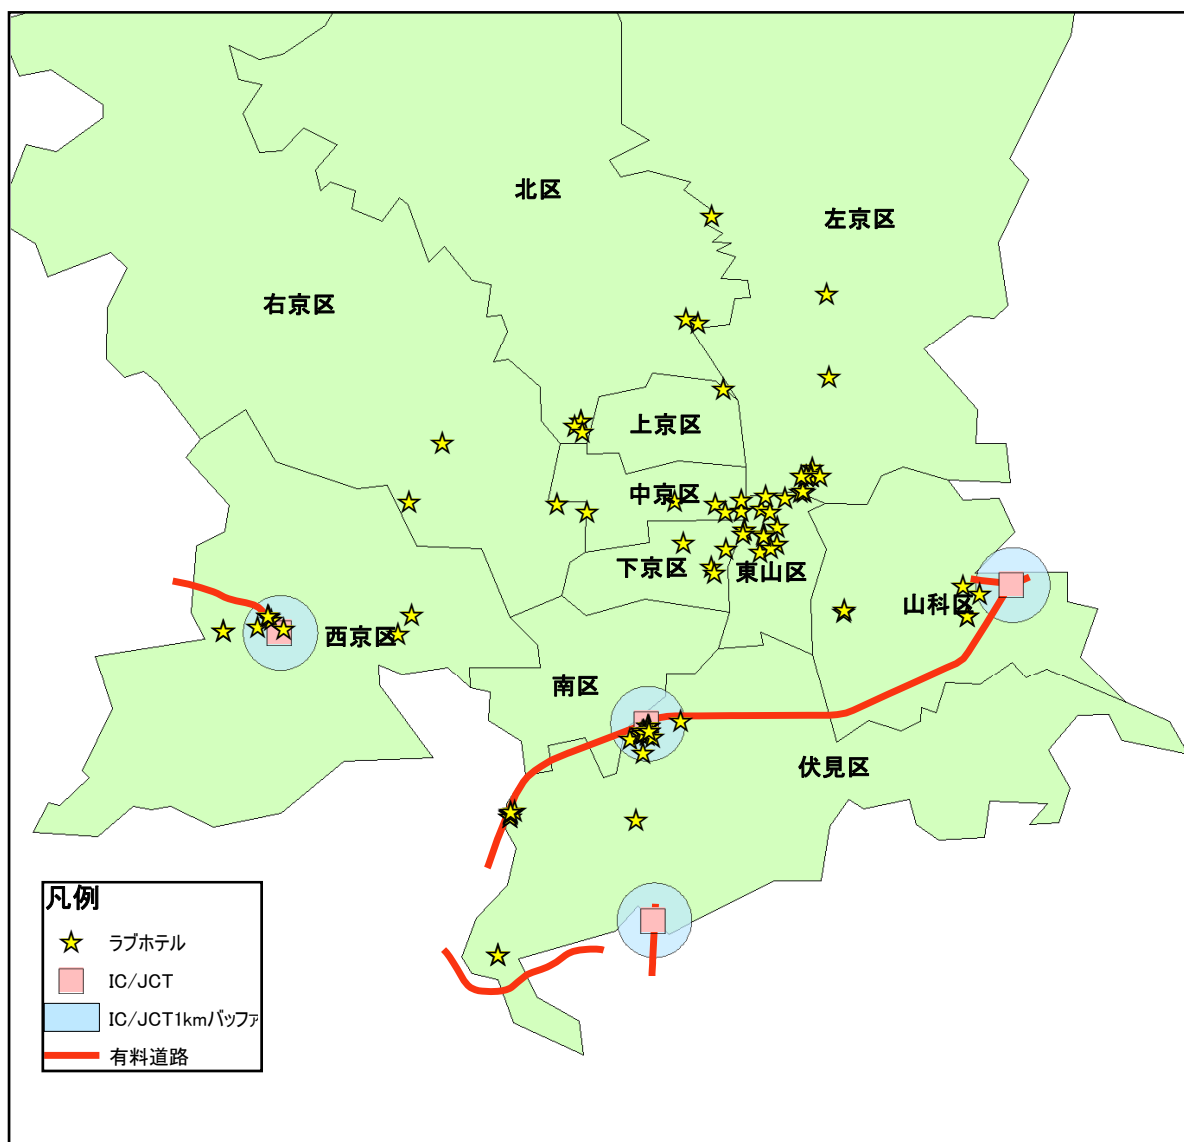 北区
左京区
右京区
上京区
中京区
下京区
東山区
山科区
西京区
南区
伏見区
凡例
ラブホテル
IC/JCT
IC/JCT1kmバッファ
有料道路